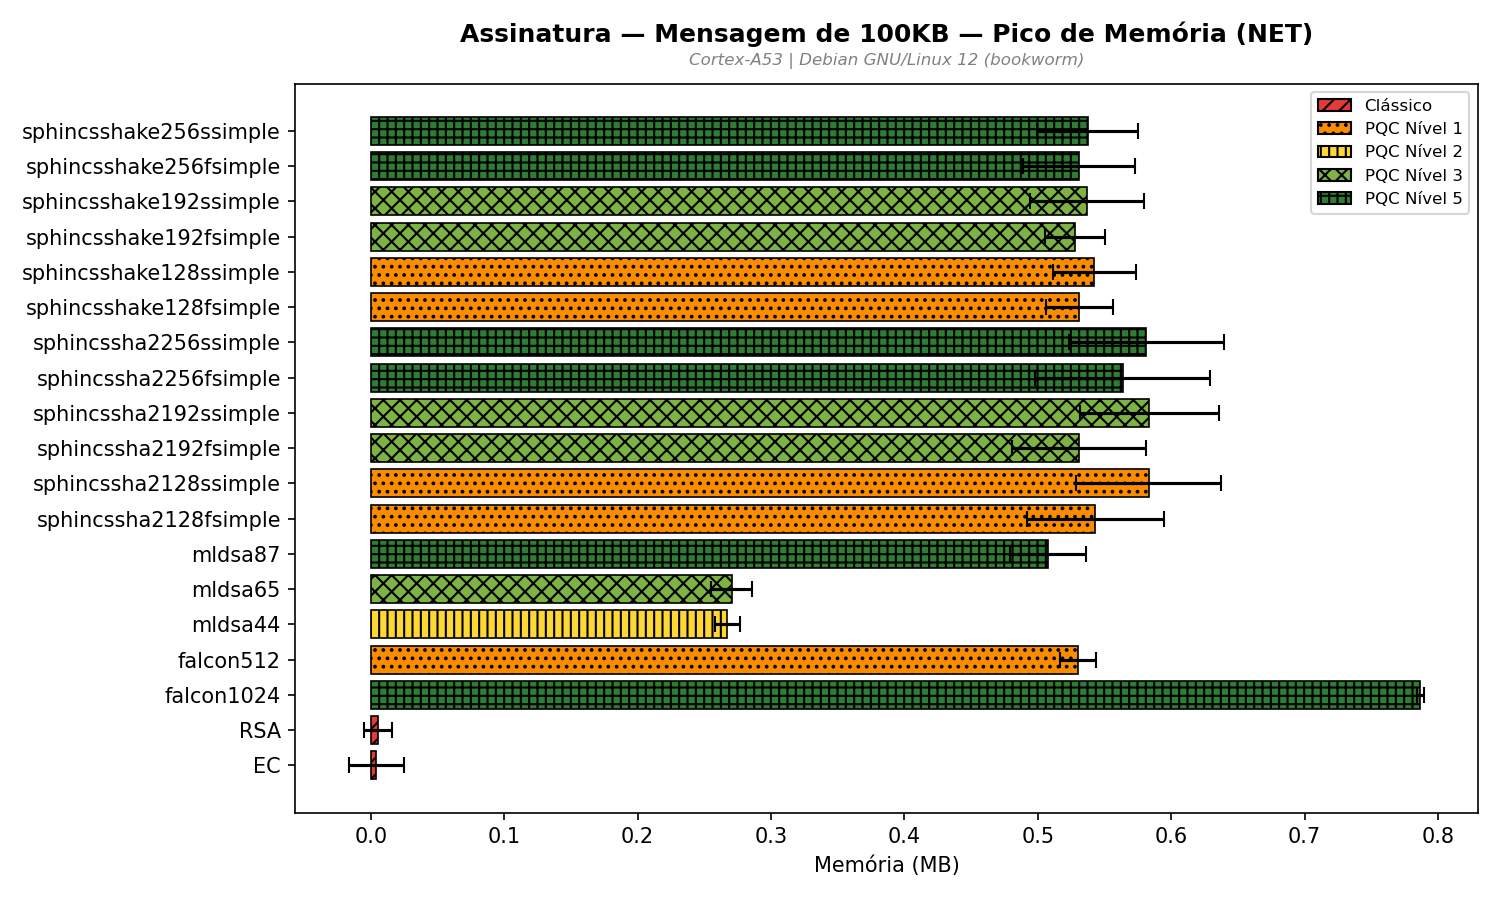 Assinatura — Mensagem de 100KB — Pico de Memória (NET)
Cortex-A53 | Debian GNU/Linux 12 (bookworm)
Clássico
PQC Nível 1
PQC Nível 2
PQC Nível 3
PQC Nível 5
sphincsshake256ssimple
sphincsshake256fsimple
sphincsshake192ssimple
sphincsshake192fsimple
sphincsshake128ssimple
sphincsshake128fsimple
sphincssha2256ssimple
sphincssha2256fsimple
sphincssha2192ssimple
sphincssha2192fsimple
sphincssha2128ssimple
sphincssha2128fsimple
mldsa87
mldsa65
mldsa44
falcon512
falcon1024
RSA
EC
0.0 0.1 0.2 0.3 0.4 0.5 0.6 0.7 0.8
Memória (MB)